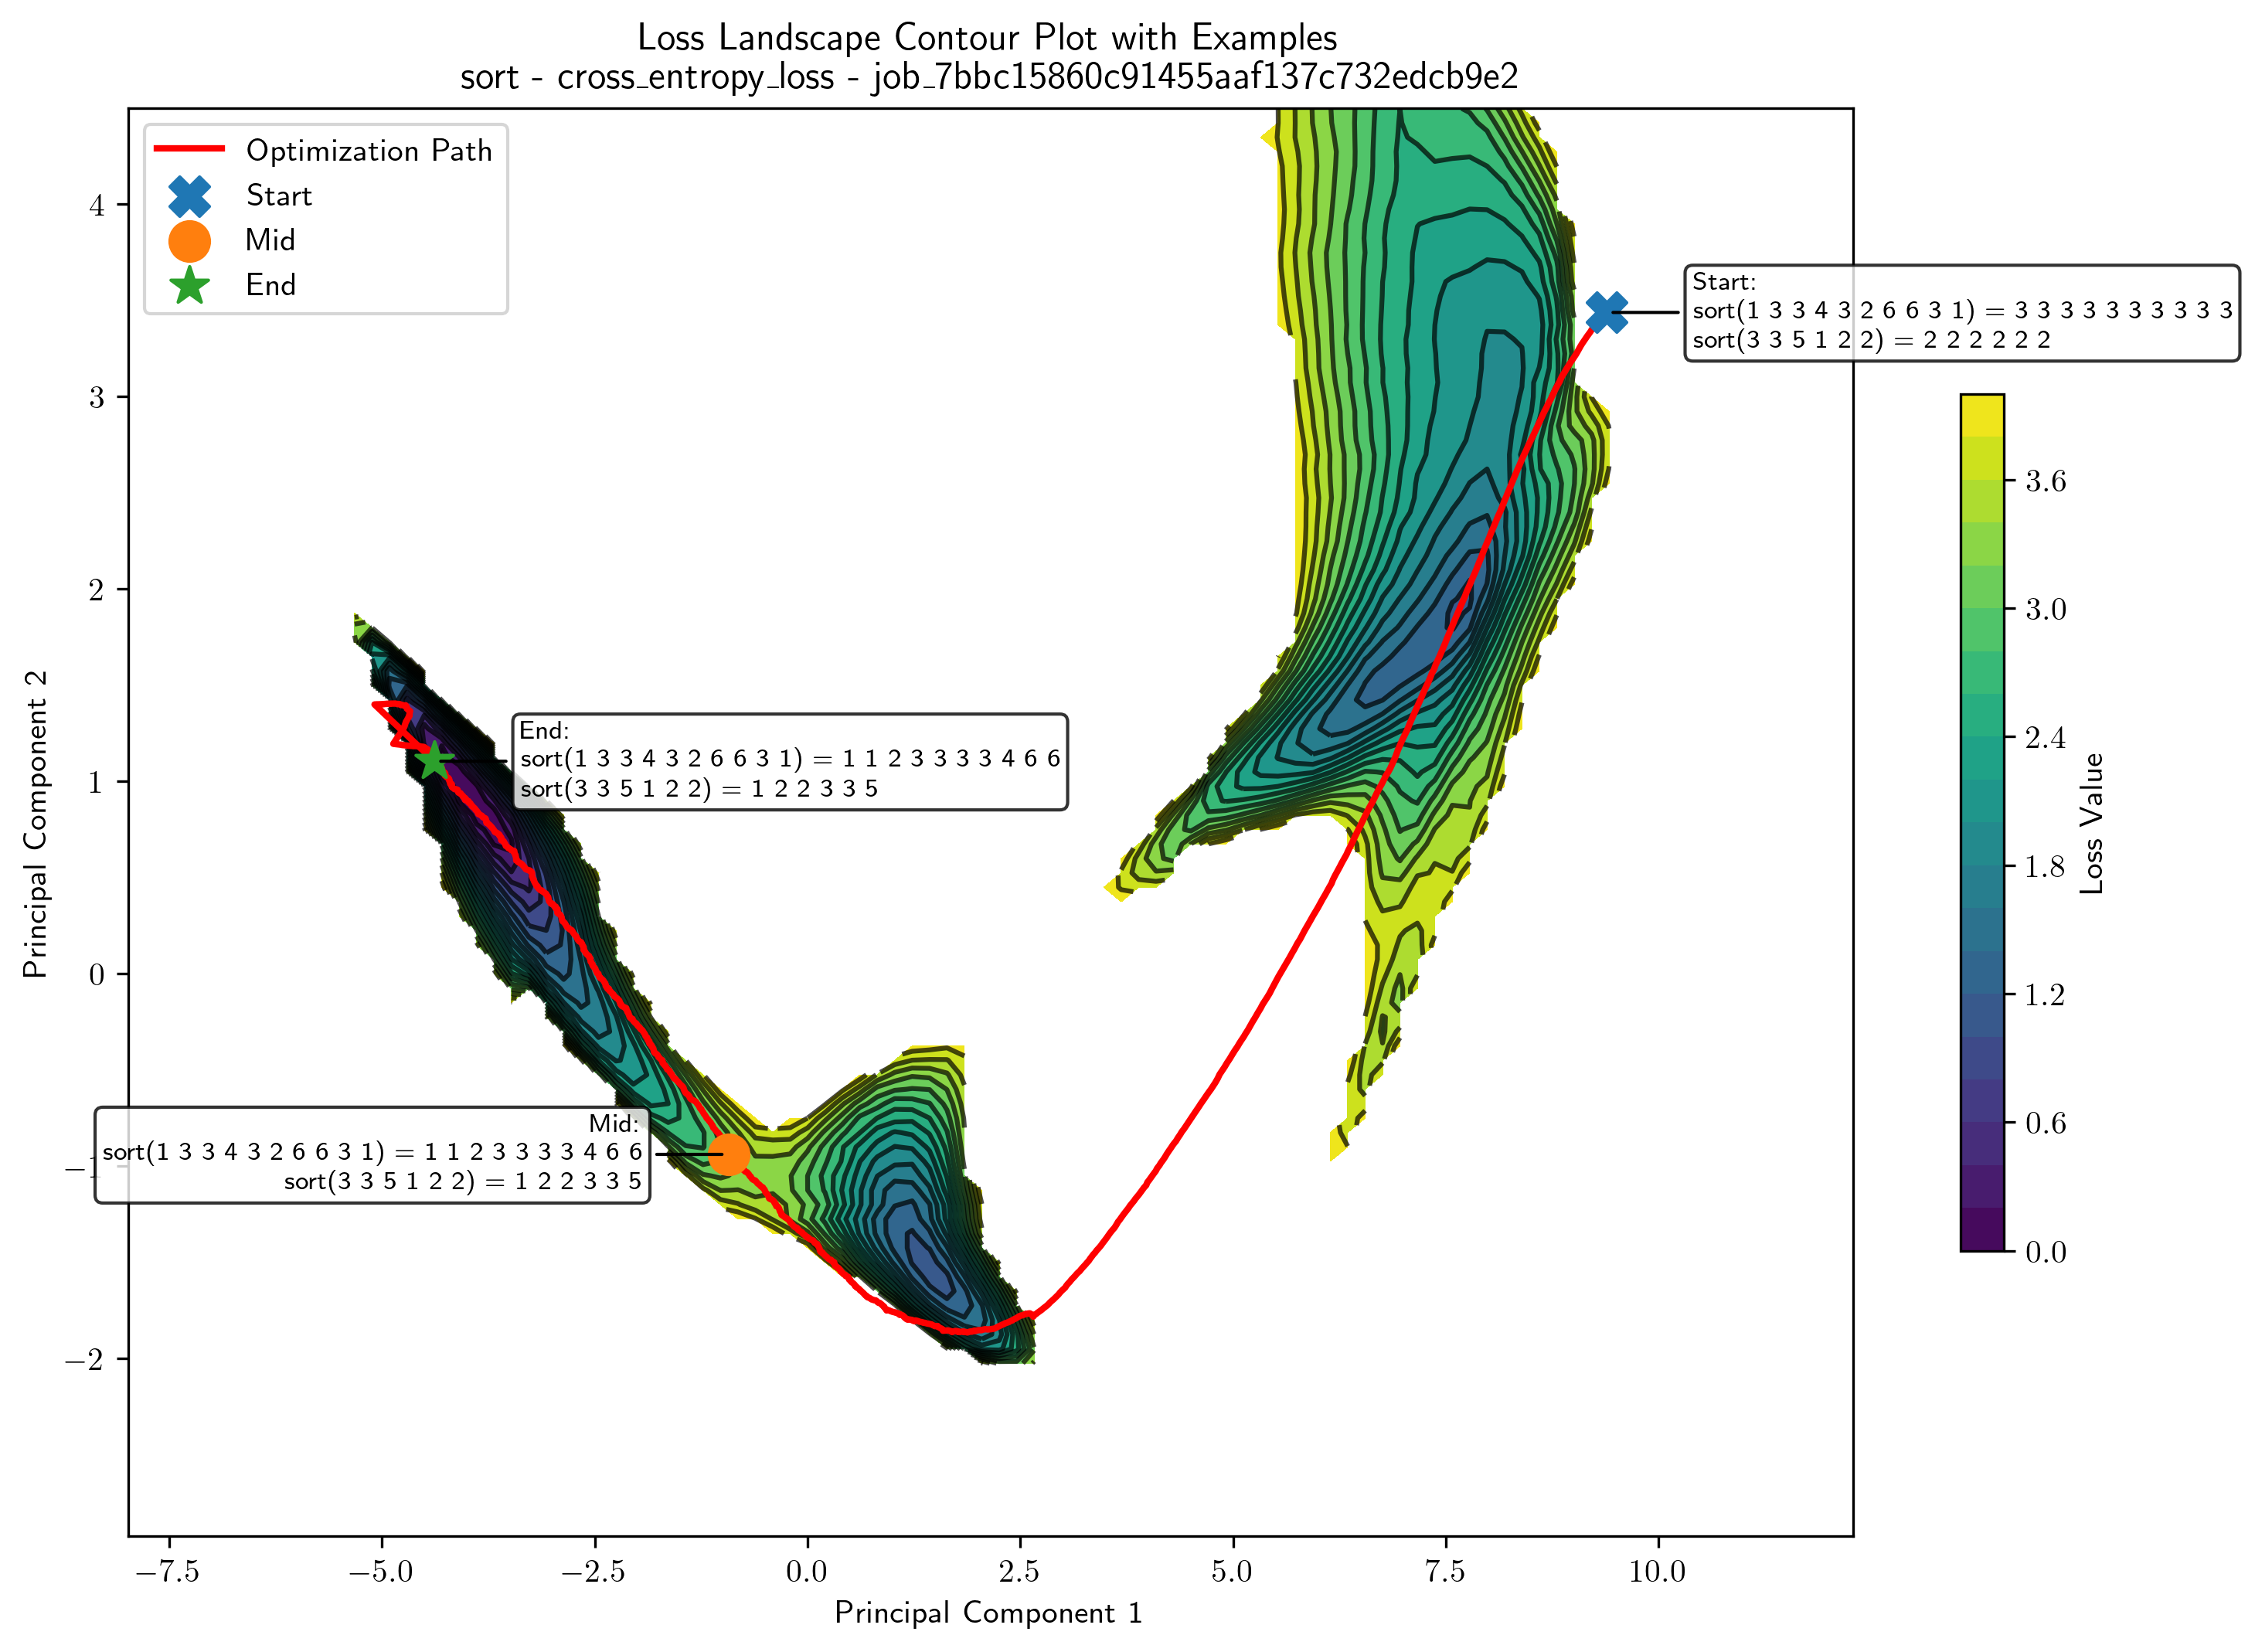 Loss Landscape Contour Plot with Examples
sort - cross_entropy_loss - job_7bbc15860c91455aaf137c732edcb9e2
Optimization Path
Start
Mid
End
Start:
sort(1 3 3 4 3 2 6 6 3 1) = 3 3 3 3 3 3 3 3 3 3
sort(3 3 5 1 2 2) = 2 2 2 2 2 2
End:
sort(1 3 3 4 3 2 6 6 3 1) = 1 1 2 3 3 3 3 4 6 6
sort(3 3 5 1 2 2) = 1 2 2 3 3 5
Mid:
sort(1 3 3 4 3 2 6 6 3 1) = 1 1 2 3 3 3 3 4 6 6
sort(3 3 5 1 2 2) = 1 2 2 3 3 5
4
3
2
1
0
−2
Principal Component 2
−7.5
−5.0
−2.5
0.0
2.5
5.0
7.5
10.0
Principal Component 1
3.6
3.0
2.4
1.8
1.2
0.6
0.0
Loss Value